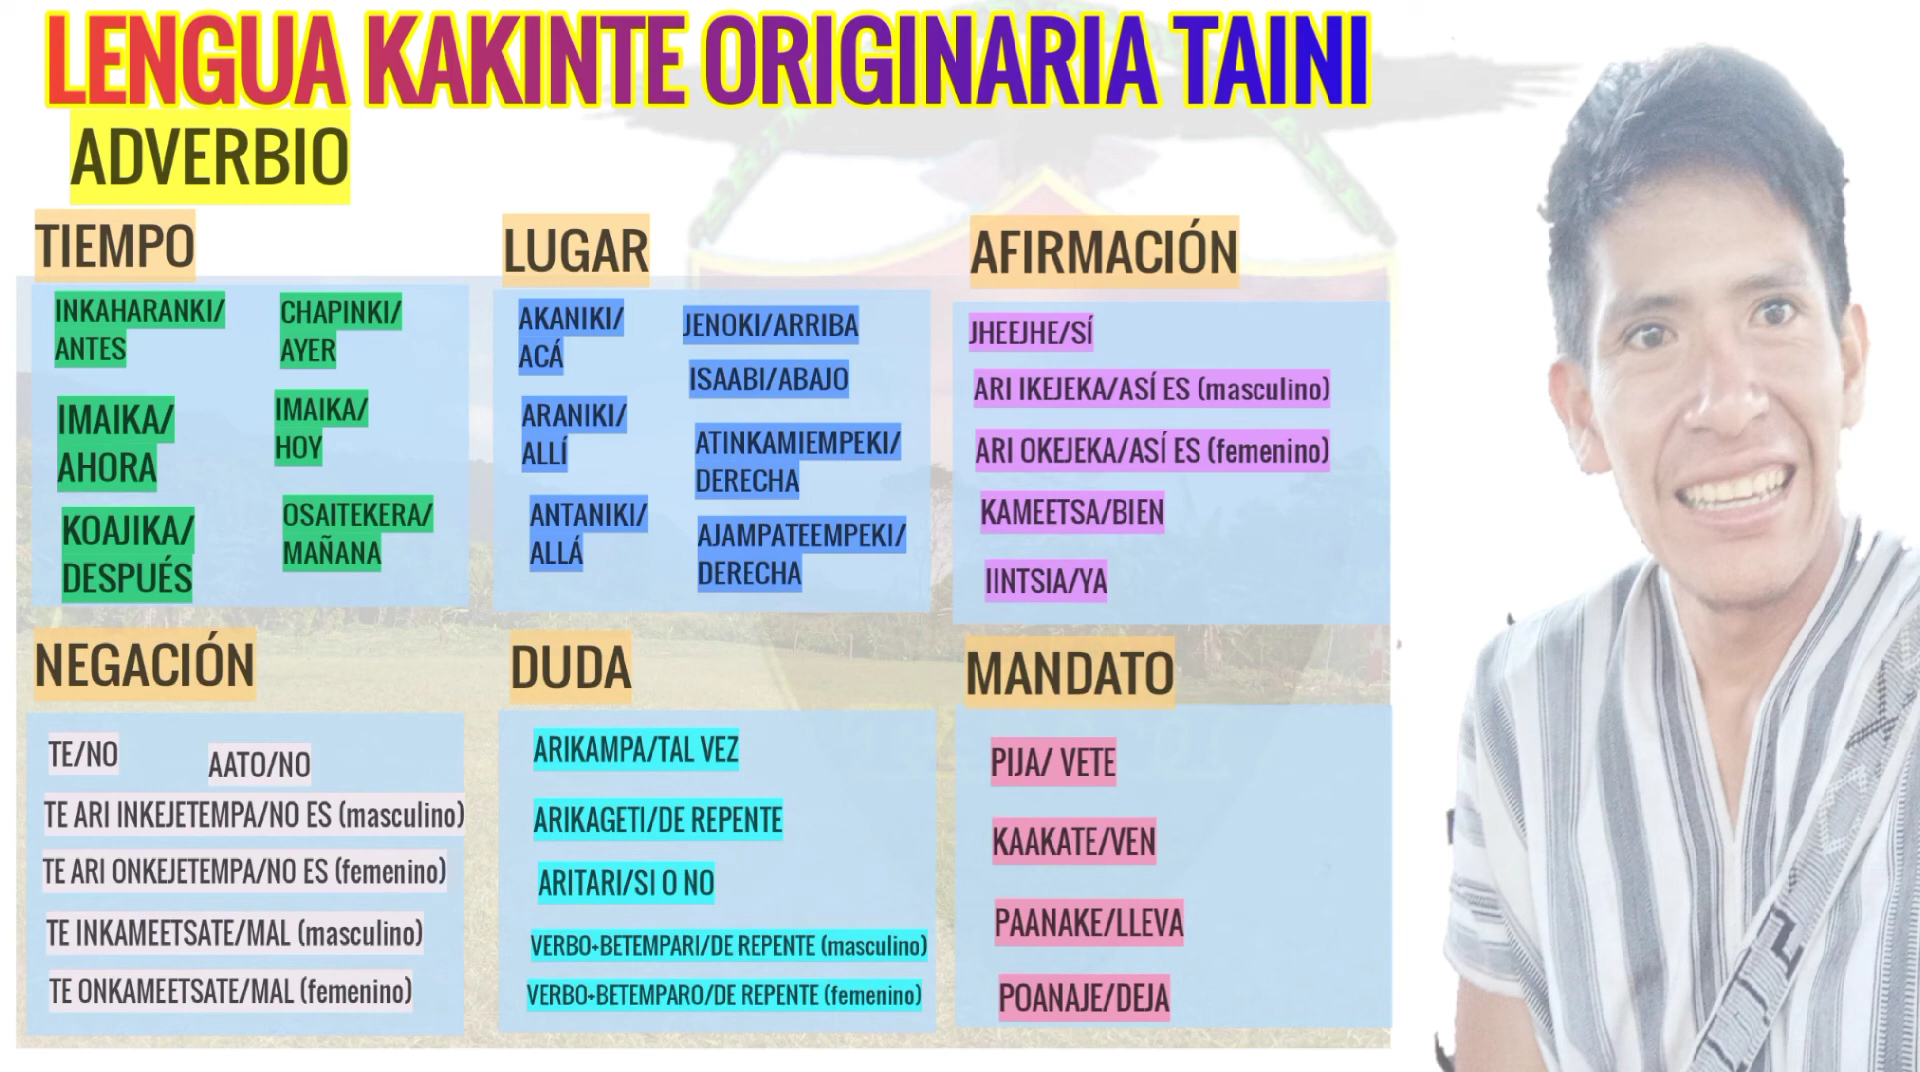 LENGUA KAKINTE ORIGINARIA TAINI
ADVERBIO
TIEMPO
INKAHARANKI/
ANTES
CHAPINKI/
AYER
IMAIKA/
AHORA
IMAIKA/
HOY
KOAJIKA/
DESPUÉS
OSAITEKERA/
MAÑANA
LUGAR
AKANIKI/
ACÁ
JENOKI/ARRIBA
ISAABI/ABAJO
ARANIKI/
ALLÍ
ATINKAMIEMPEKI/
DERECHA
ANTANIKI/
ALLÁ
AJAMPATEEMPEKI/
DERECHA
AFIRMACIÓN
JHEEJHE/SÍ
ARI IKEJEKA/ASÍ ES (masculino)
ARI OKEJEKA/ASÍ ES (femenino)
KAMEETSA/BIEN
IINTSIA/YA
NEGACIÓN
TE/NO
AATO/NO
TE ARI INKEJETEMPA/NO ES (masculino)
TE ARI ONKEJETEMPA/NO ES (femenino)
TE INKAMEETSATE/MAL (masculino)
TE ONKAMEETSATE/MAL (femenino)
DUDA
ARIKAMPA/TAL VEZ
ARIKAGETI/DE REPENTE
ARITARI/SI O NO
VERBO+BETEMPARI/DE REPENTE (masculino)
VERBO+BETEMPARO/DE REPENTE (femenino)
MANDATO
PIJA/ VETE
KAAKATE/VEN
PAANAKE/LLEVA
POANAJE/DEJA